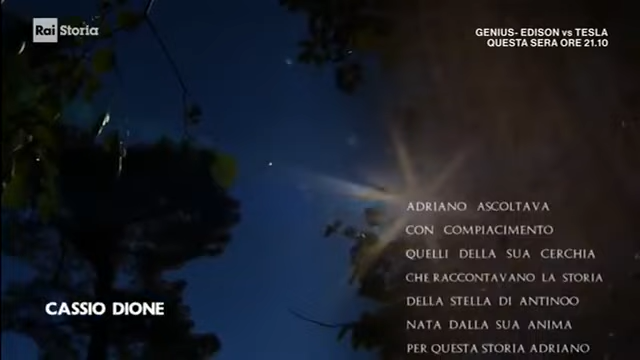 Rai Storia
GENIUS- EDISON vs TESLA
QUESTA SERA ORE 21.10
ADRIANO ASCOLTAVA
CON COMPIACIMENTO
QUELLI DELLA SUA CERCHIA
CHE RACCONTAVANO LA STORIA
DELLA STELLA DI ANTINOO
NATA DALLA SUA ANIMA
PER QUESTA STORIA ADRIANO
CASSIO DIONE